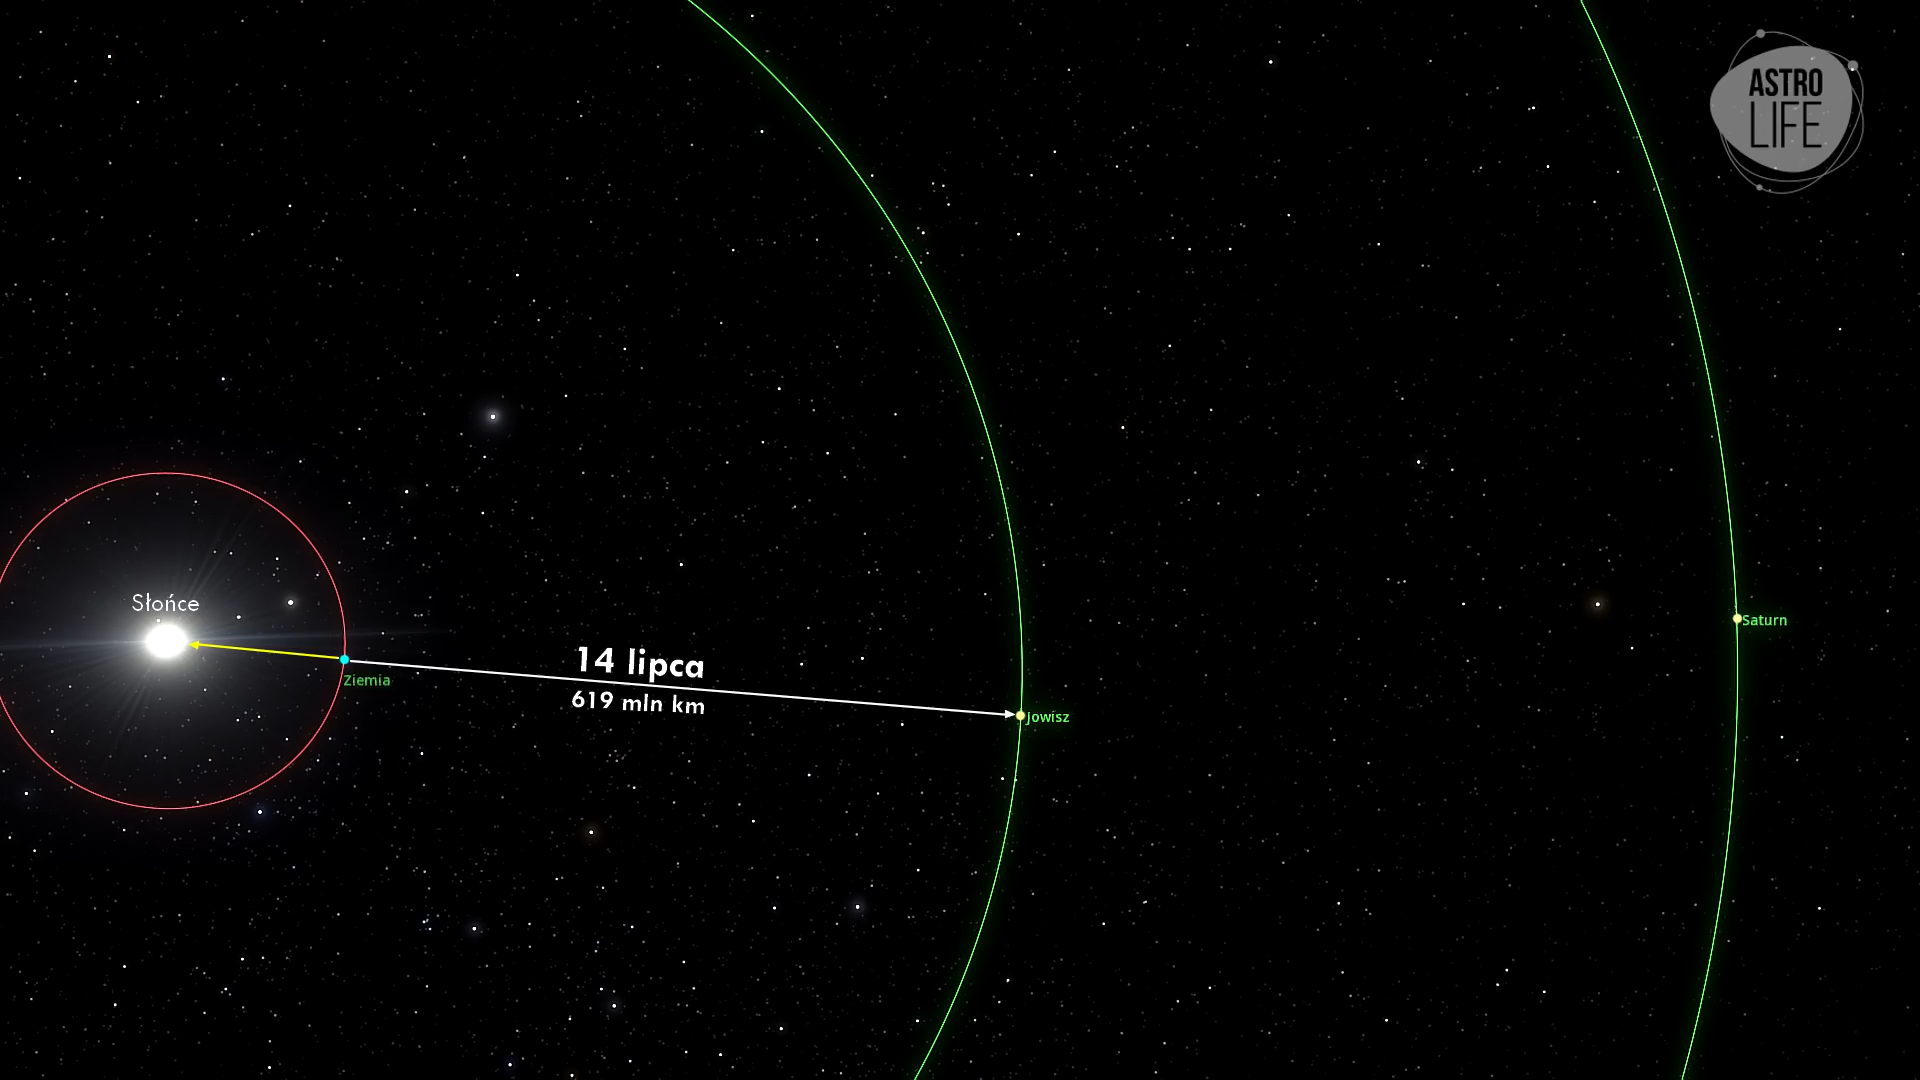 ASTRO
LIFE
Słońce
14 lipca
619 mln km
Ziemia
Jowisz
Saturn